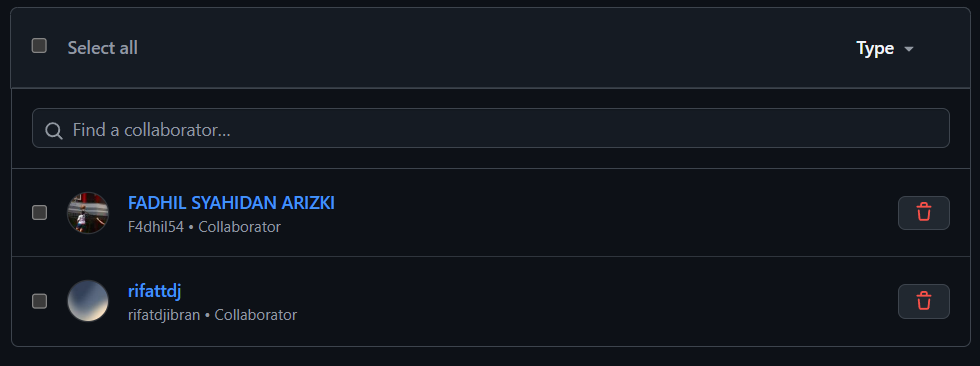 Select all
Type
Find a collaborator...
FADHIL SYAHIDAN ARIZKI
F4dhil54 • Collaborator
rifattdj
rifatdjibran • Collaborator